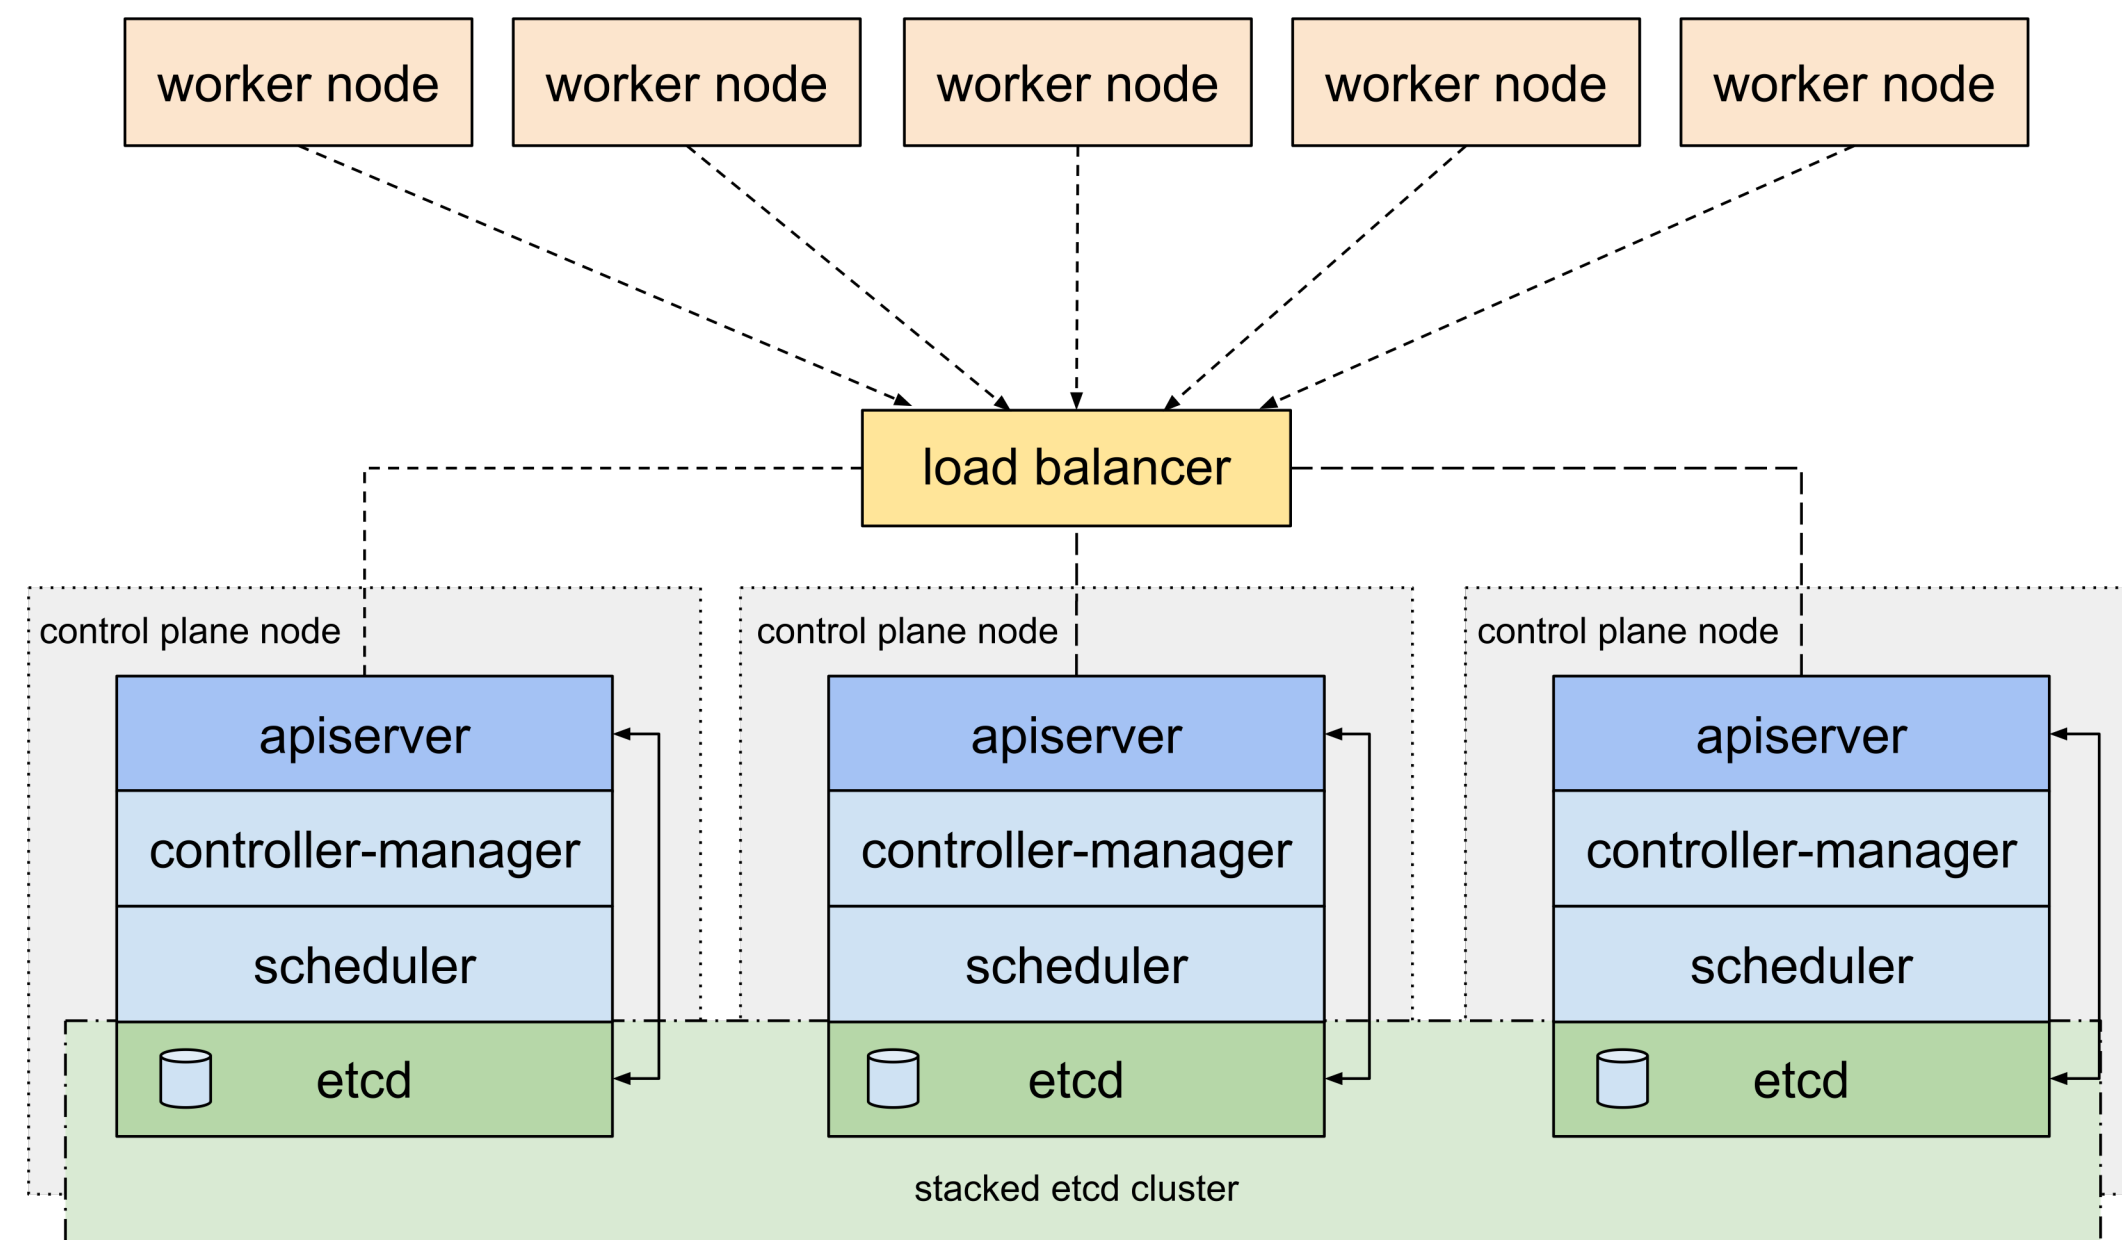 worker node
worker node
worker node
worker node
worker node
load balancer
control plane node
control plane node
control plane node
apiserver
controller-manager
scheduler
etcd
apiserver
controller-manager
scheduler
etcd
apiserver
controller-manager
scheduler
etcd
stacked etcd cluster